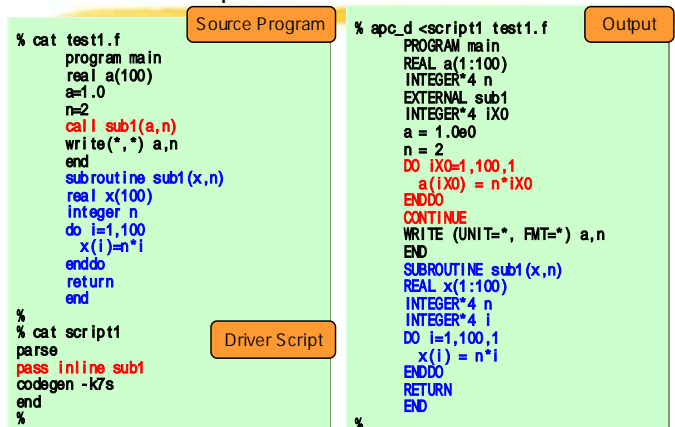 Source Program
% cat test1.f
program main
real a(100)
a=1.0
n=2
call sub1(a,n)
write(*,*) a,n
end
subroutine sub1(x,n)
real x(100)
integer n
do i=1,100
x(i)=n*i
enddo
return
end
%
% cat script1
Driver Script
parse
pass inline sub1
codegen -k7s
end
%
Output
% apc_d <script1 test1.f
PROGRAM main
REAL a(1:100)
INTEGER*4 n
EXTERNAL sub1
INTEGER*4 iX0
a = 1.0e0
n = 2
DO iX0=1,100,1
a(iX0) = n*iX0
ENDDO
CONTINUE
WRITE (UNIT=*, FMT=*) a,n
END
SUBROUTINE sub1(x,n)
REAL x(1:100)
INTEGER*4 n
INTEGER*4 i
DO i=1,100,1
x(i) = n*i
ENDDO
RETURN
END
%